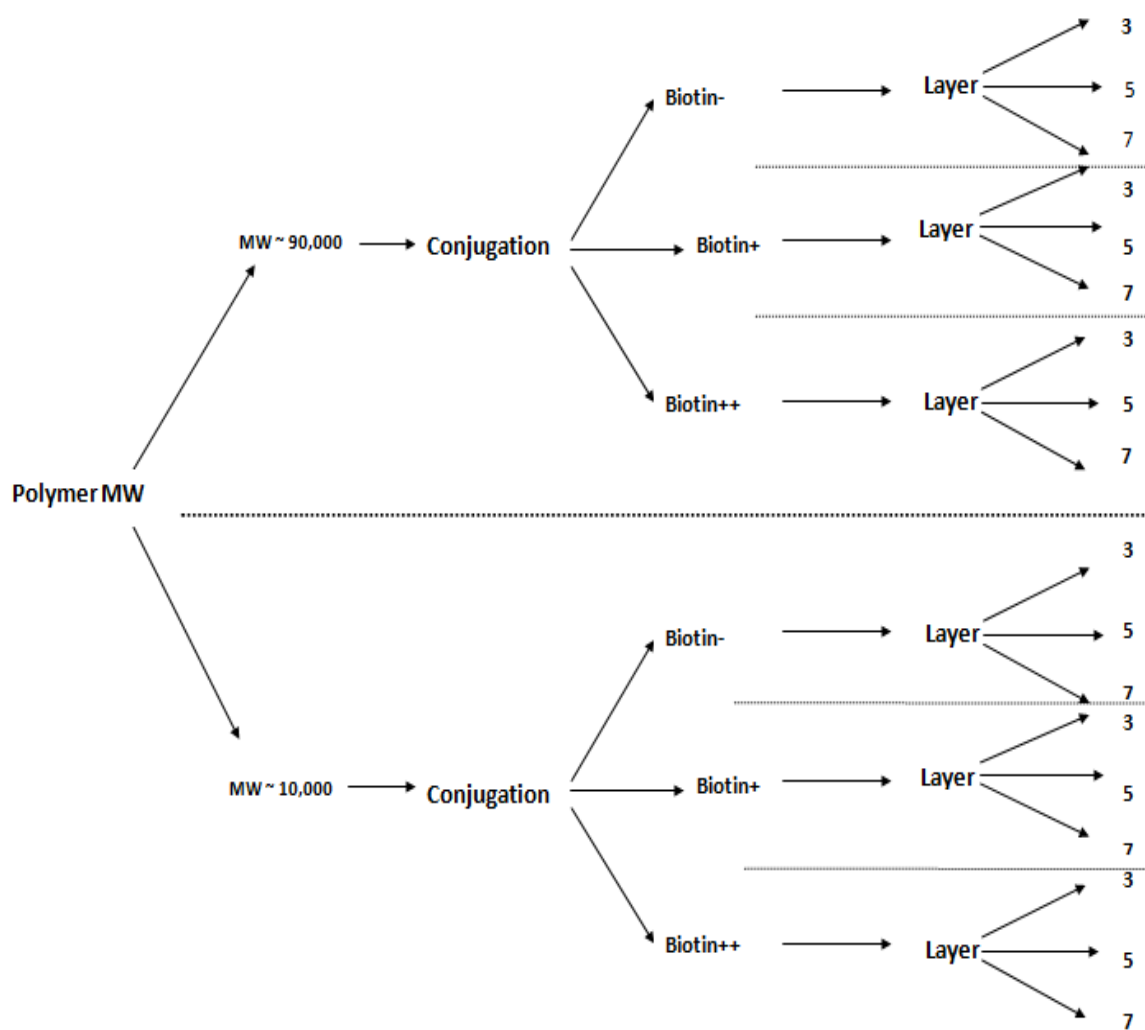 3
Layer
Biotin-
5
7
3
Layer
MW ~ 90,000
Conjugation
Biotin+
5
7
3
Biotin++
Layer
5
7
Polymer MW
3
Biotin-
Layer
5
7
3
MW ~ 10,000
Conjugation
Biotin+
Layer
5
7
3
Biotin++
Layer
5
7